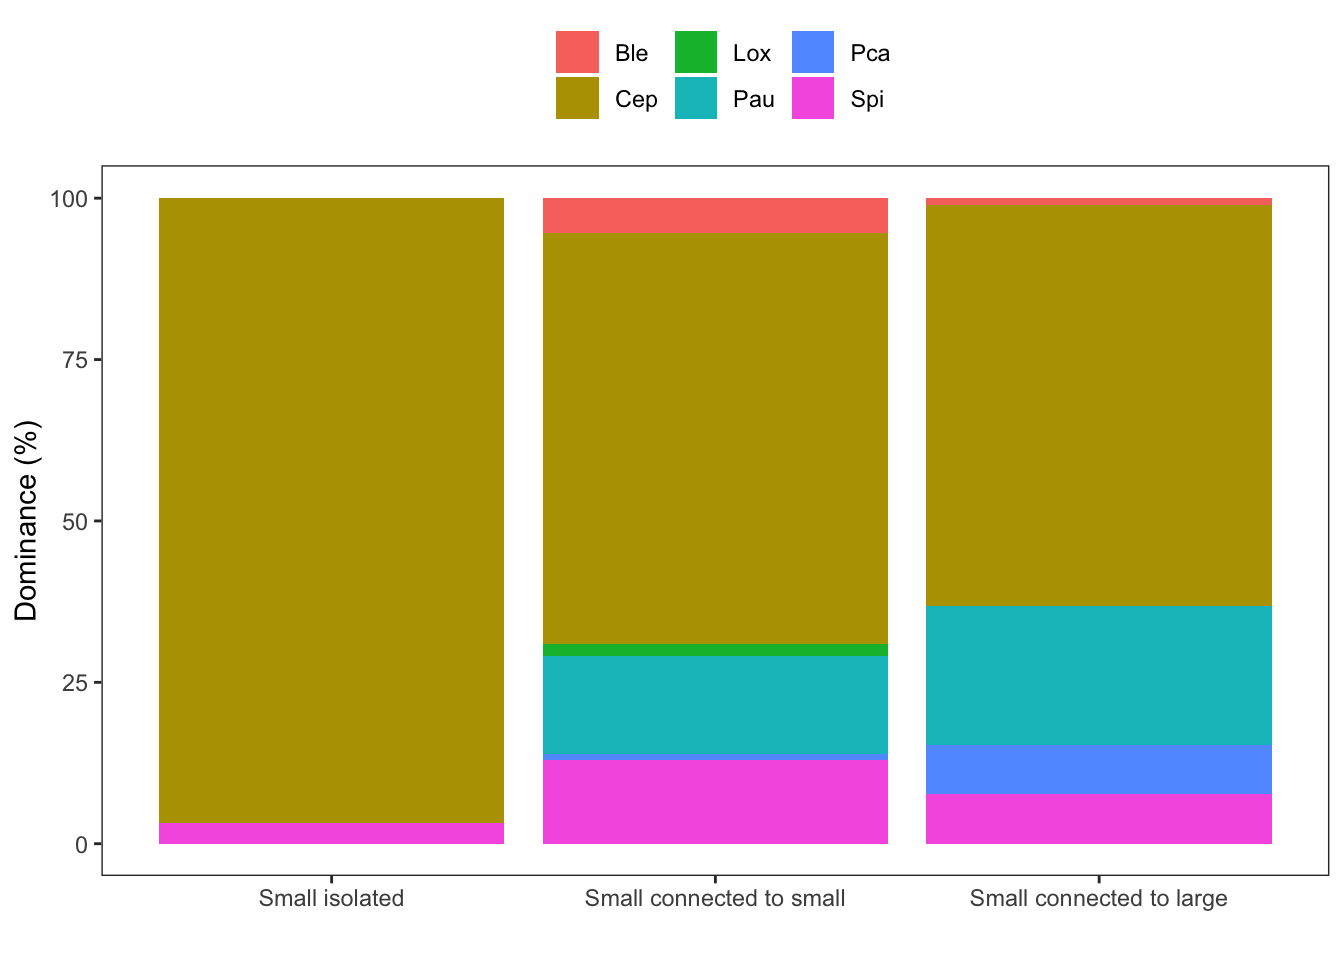 Ble Lox Pca
Cep Pau Spi
Dominance (%)
100
75
50
25
0
Small isolated Small connected to small Small connected to large